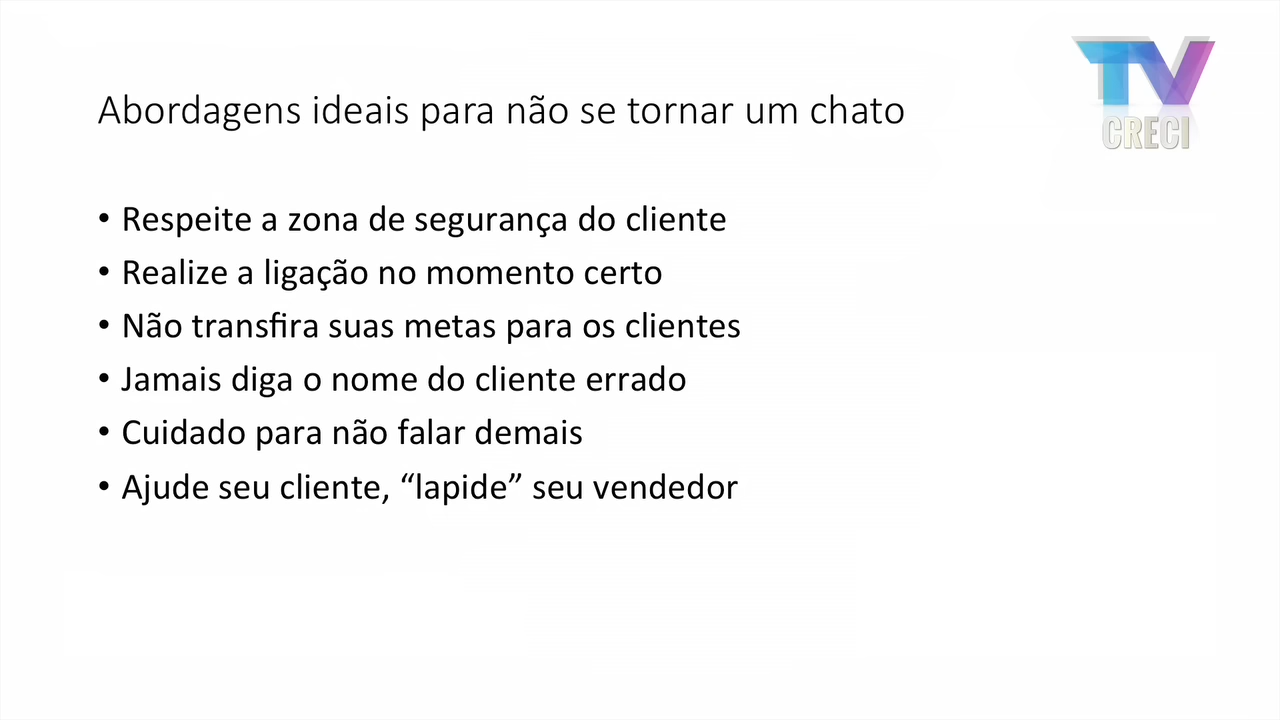 TV
CRECI
Abordagens ideais para não se tornar um chato
• Respeite a zona de segurança do cliente
• Realize a ligação no momento certo
• Não transfira suas metas para os clientes
• Jamais diga o nome do cliente errado
• Cuidado para não falar demais
• Ajude seu cliente, “lapide” seu vendedor